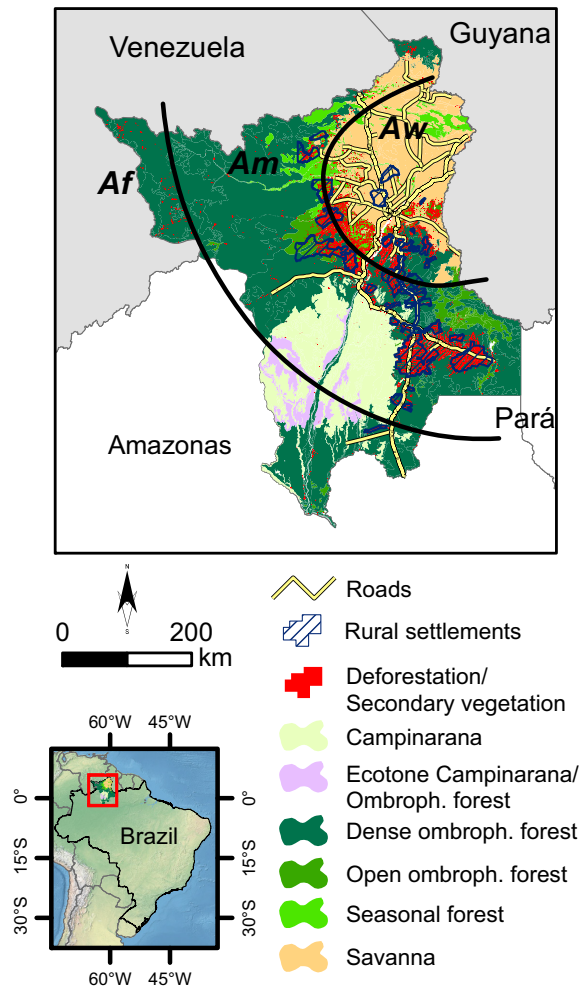 Venezuela
Guyana
Aw
Am
Af
Pará
Amazonas
N
S
0 200
km
Roads
Rural settlements
Deforestation/
Secondary vegetation
Campinarana
Ecotone Campinarana/
Ombroph. forest
Dense ombroph. forest
Open ombroph. forest
Seasonal forest
Savanna
60°W 45°W
0° 0°
Brazil
15°S 15°S
30°S 30°S
60°W 45°W